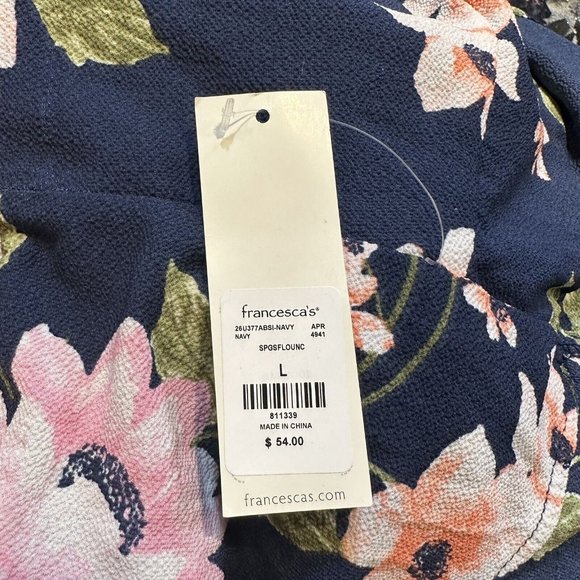 francesca's®
26U377ABSI-NAVY APR
NAVY 4941
SPGSFLOUNC
L
811339
MADE IN CHINA
$ 54.00
francescas.com